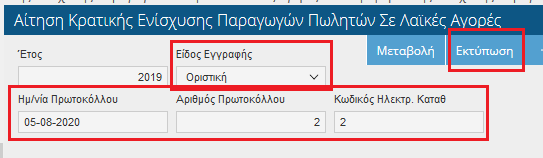 Αίτηση Κρατικής Ενίσχυσης Παραγωγών Πωλητών Σε Λαϊκές Αγορές
Μεταβολή Εκτύπωση
Έτος Είδος Εγγραφής
2019 Οριστική
Ημ/νία Πρωτοκόλλου Αριθμός Πρωτοκόλλου Κωδικός Ηλεκτρ. Καταθ
05-08-2020 2 2